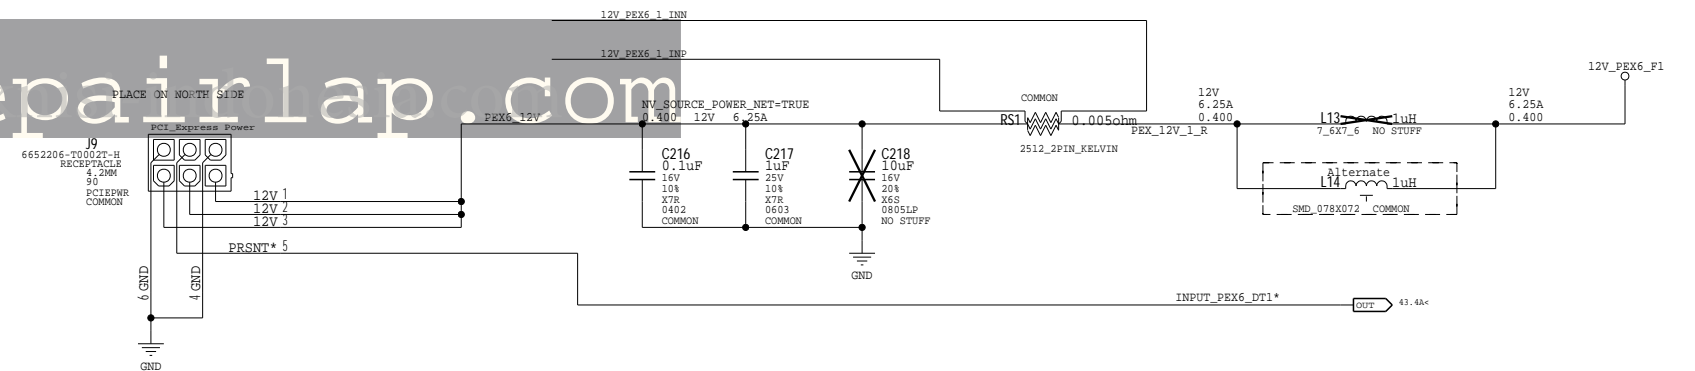 12V_PEX6_1_INN
12V_PEX6_1_INP
12V_PEX6_F1
epairlap.com
PLACE ON NORTH SIDE
PCI_Express Power
J9
6652206-T0002T-H
RECEPTACLE
4.2MM
90
PCIEPWR
COMMON
12V 1
12V 2
12V 3
PRSNT* 5
6 GND
4 GND
GND
PEX6_12V
NV_SOURCE_POWER_NET=TRUE
0.400 12V 6.25A
C216
0.1uF
16V
10%
X7R
0402
COMMON
C217
1uF
25V
10%
X7R
0603
COMMON
C218
10uF
16V
20%
X6S
0805LP
NO STUFF
GND
COMMON
RS1 0.005ohm
2512_2PIN_KELVIN
PEX_12V_1_R
12V
6.25A
0.400
L13 1uH
7_6X7_6 NO STUFF
Alternate
L14 1uH
SMD_078X072 COMMON
12V
6.25A
0.400
INPUT_PEX6_DT1*
OUT 43.4A<